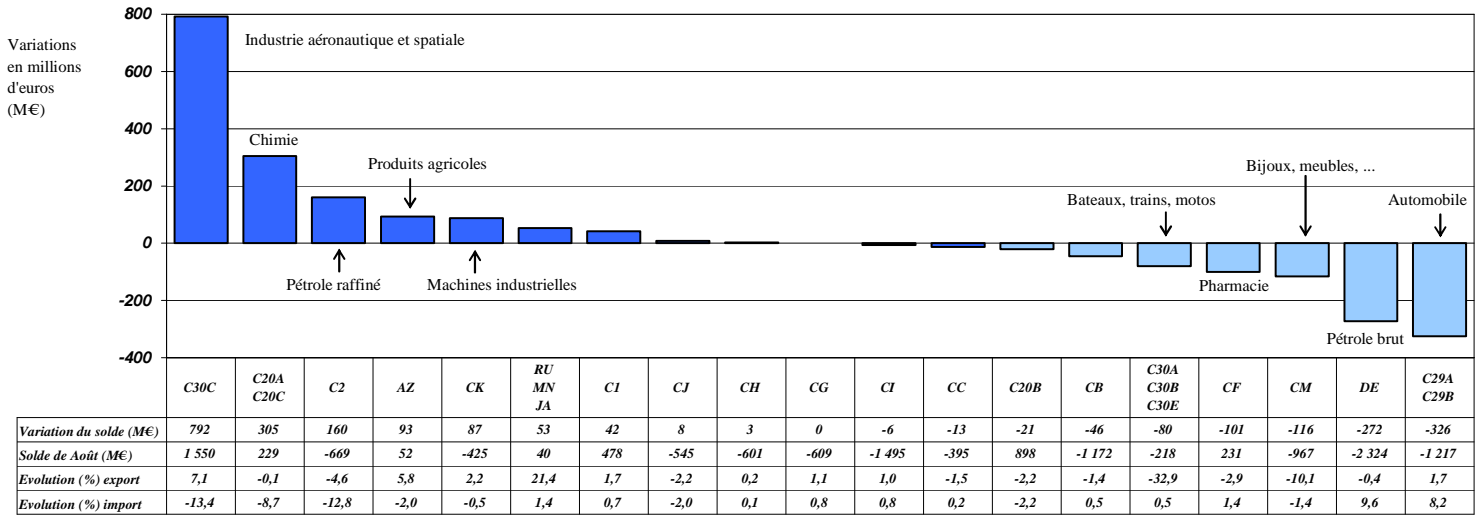 Variations
en millions
d'euros
(M€)
800
600
400
200
0
-200
-400
Industrie aéronautique et spatiale
Chimie
Produits agricoles
Bijoux, meubles, ...
Bateaux, trains, motos
Automobile
Pétrole raffiné
Machines industrielles
Pharmacie
Pétrole brut
C30C C20A C20C C2 AZ CK RU MN JA C1 CJ CH CG CI CC C20B CB C30A C30B C30E CF CM DE C29A C29B
Variation du solde (M€) 792 305 160 93 87 53 42 8 3 0 -6 -13 -21 -46 -80 -101 -116 -272 -326
Solde de Août (M€) 1 550 229 -669 52 -425 40 478 -545 -601 -609 -1 495 -395 898 -1 172 -218 231 -967 -2 324 -1 217
Evolution (%) export 7,1 -0,1 -4,6 5,8 2,2 21,4 1,7 -2,2 0,2 1,1 1,0 -1,5 -2,2 -1,4 -32,9 -2,9 -10,1 -0,4 1,7
Evolution (%) import -13,4 -8,7 -12,8 -2,0 -0,5 1,4 0,7 -2,0 0,1 0,8 0,8 0,2 -2,2 0,5 0,5 1,4 -1,4 9,6 8,2